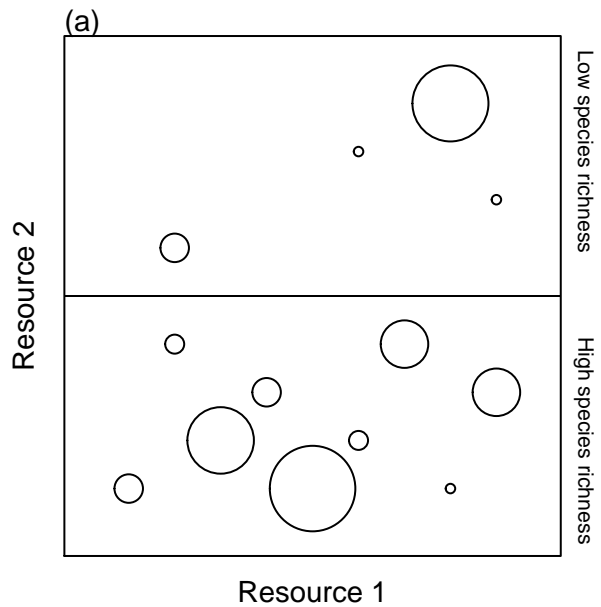 (a)
Low species richness
Resource 2
High species richness
Resource 1